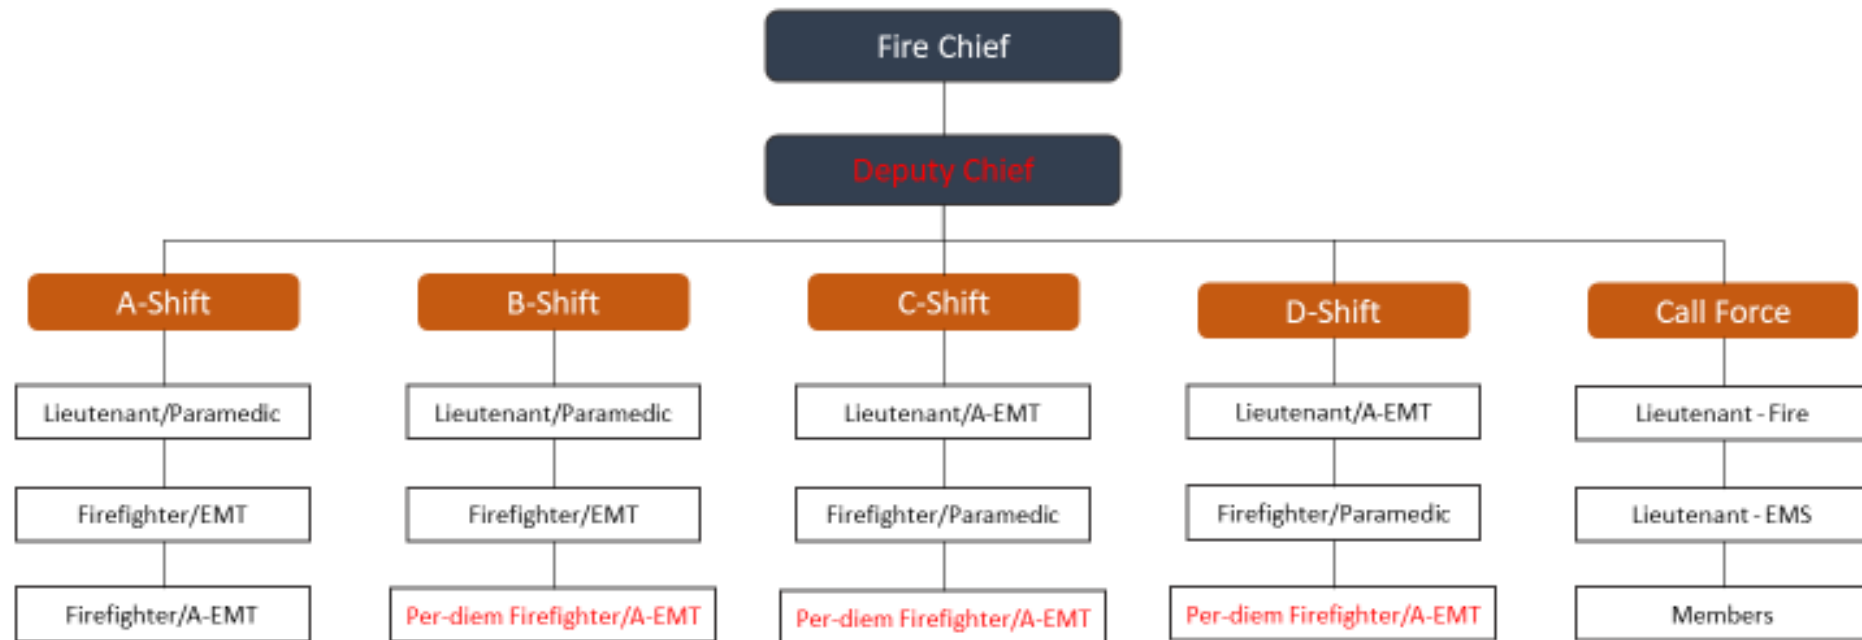 Fire Chief
Deputy Chief
A-Shift
B-Shift
C-Shift
D-Shift
Call Force
Lieutenant/Paramedic
Lieutenant/Paramedic
Lieutenant/A-EMT
Lieutenant/A-EMT
Lieutenant - Fire
Firefighter/EMT
Firefighter/EMT
Firefighter/Paramedic
Firefighter/Paramedic
Lieutenant - EMS
Firefighter/A-EMT
Per-diem Firefighter/A-EMT
Per-diem Firefighter/A-EMT
Per-diem Firefighter/A-EMT
Members